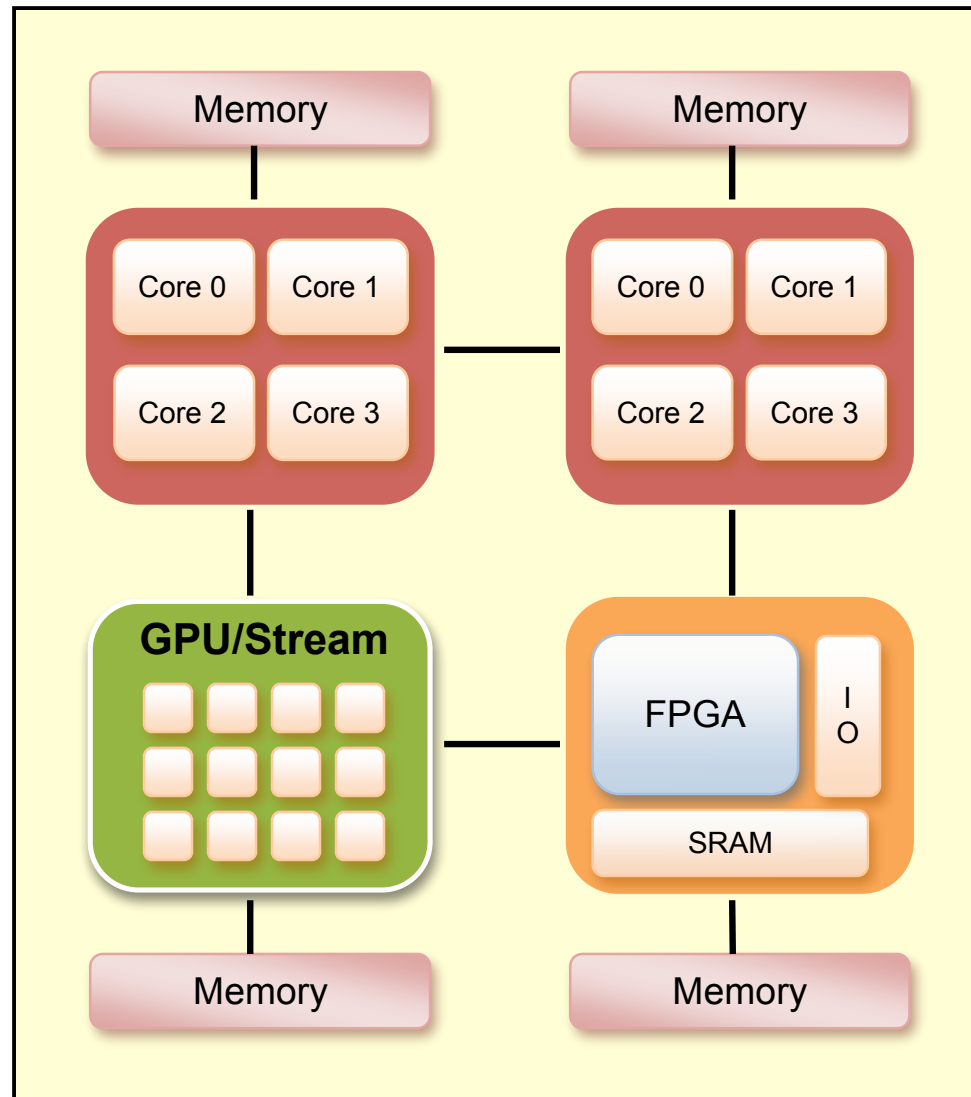 Memory
Memory
Core 0
Core 1
Core 0
Core 1
Core 2
Core 3
Core 2
Core 3
GPU/Stream
FPGA
I
O
SRAM
Memory
Memory